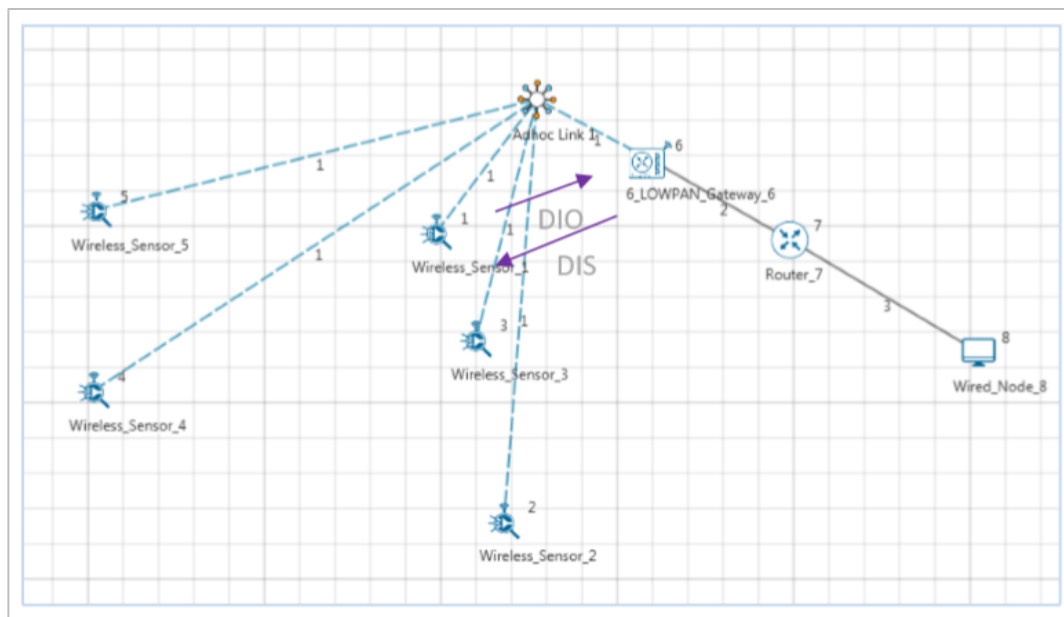 Adhoc Link 1
1
6
6_LOWPAN_Gateway_6
1
1
2
5
Wireless_Sensor_5
1
Wireless_Sensor_1
1
DIO
7
Router_7
1
DIS
3
3
Wireless_Sensor_3
1
8
Wired_Node_8
4
Wireless_Sensor_4
2
Wireless_Sensor_2